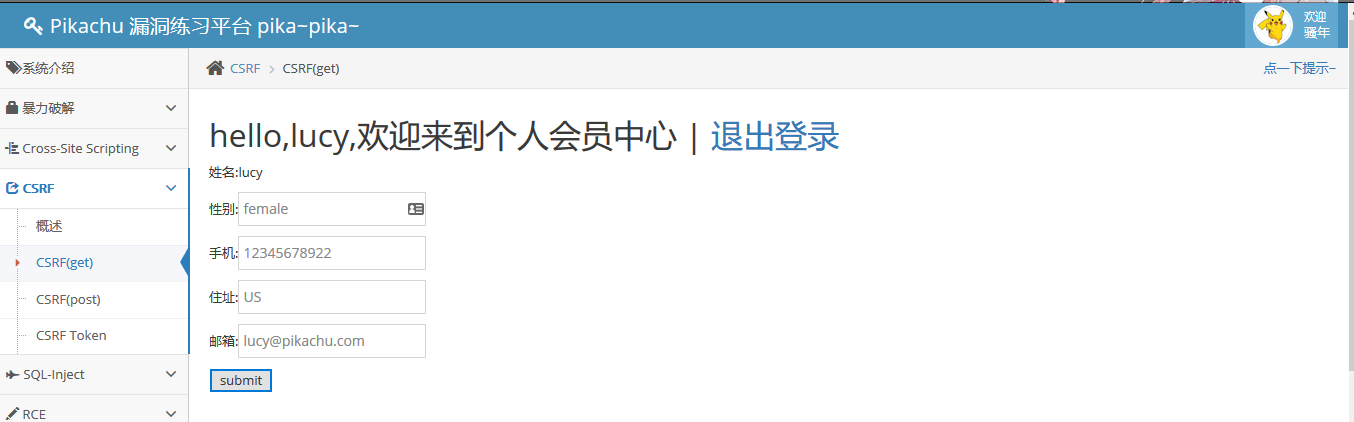 Pikachu 漏洞练习平台 pika~pika~
欢迎
骚年
系统介绍
暴力破解
Cross-Site Scripting
CSRF
概述
CSRF(get)
CSRF(post)
CSRF Token
SQL-Inject
RCE
CSRF › CSRF(get)
点一下提示~
hello,lucy,欢迎来到个人会员中心 | 退出登录
姓名:lucy
性别:female
手机:12345678922
住址:US
邮箱:lucy@pikachu.com
submit